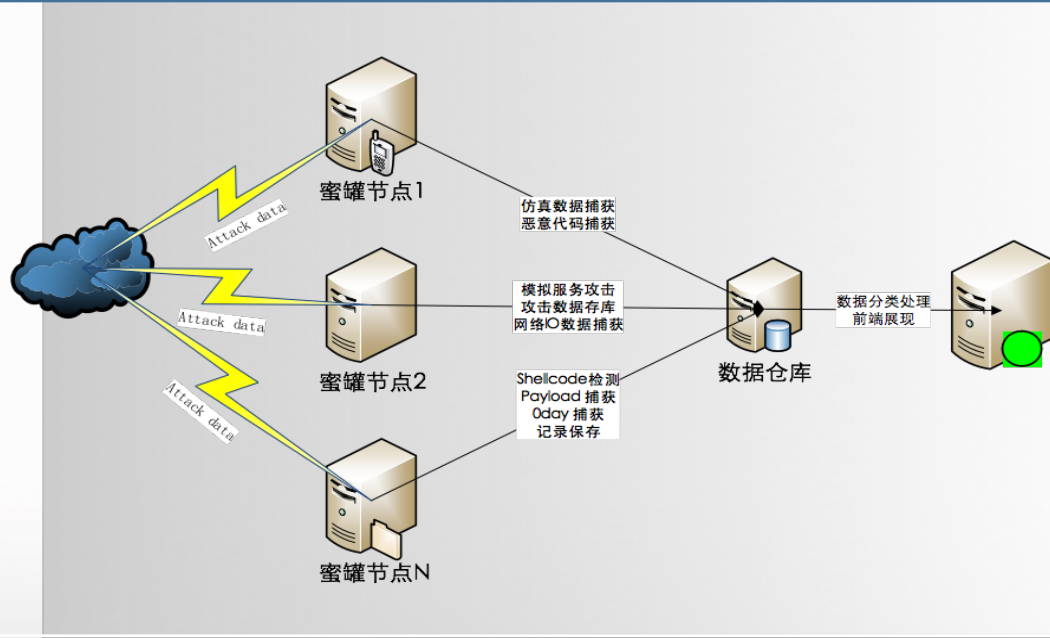 Attack data
蜜罐节点1
仿真数据捕获
恶意代码捕获
Attack data
蜜罐节点2
模拟服务攻击
攻击数据存库
网络IO数据捕获
数据仓库
数据分类处理
前端展现
Attack data
Shellcode检测
Payload 捕获
0day 捕获
记录保存
蜜罐节点N